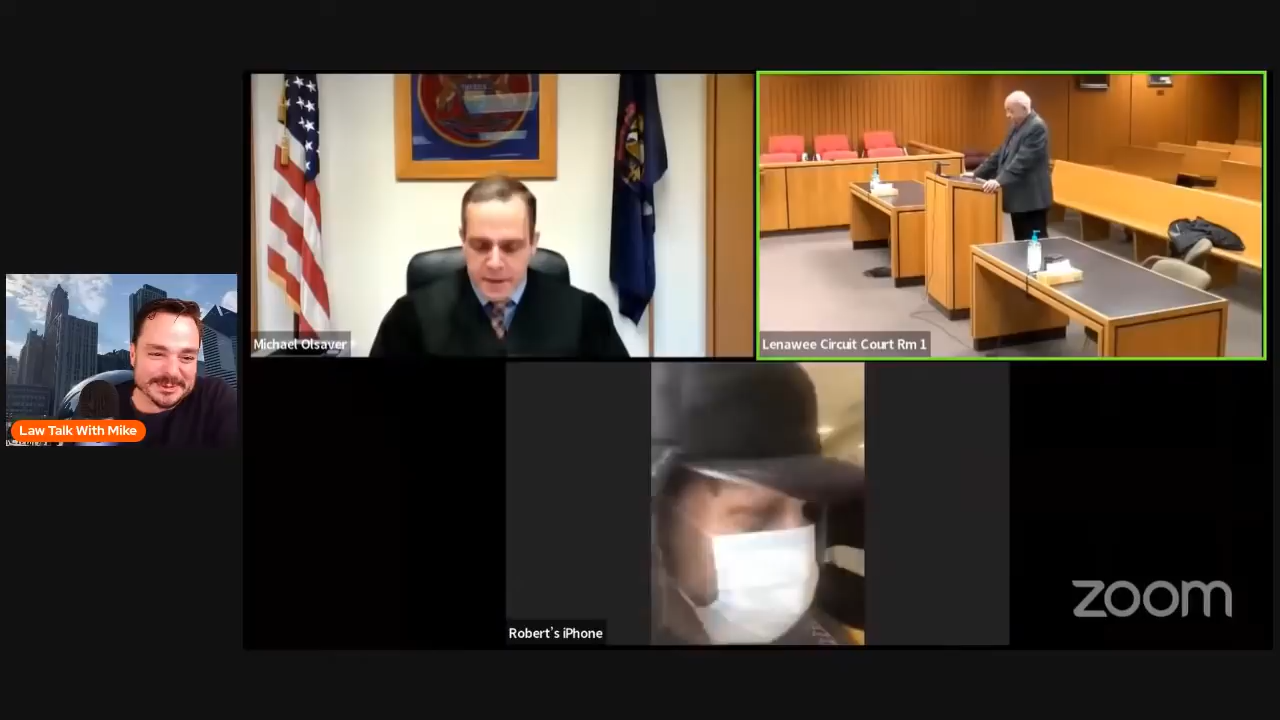 Michael Olsaver
Lenawee Circuit Court Rm 1
Law Talk With Mike
Robert's iPhone
zoom